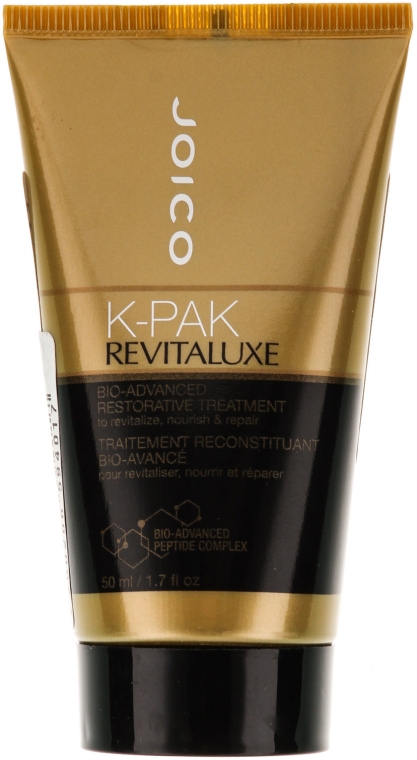 JOICO
K-PAK
REVITALUXE
BIO-ADVANCED
RESTORATIVE TREATMENT
to revitalize, nourish & repair
TRAITEMENT RECONSTITUANT
BIO-AVANCÉ
pour revitaliser, nourrir et réparer
BIO-ADVANCED
PEPTIDE COMPLEX
50 ml / 1.7 fl oz